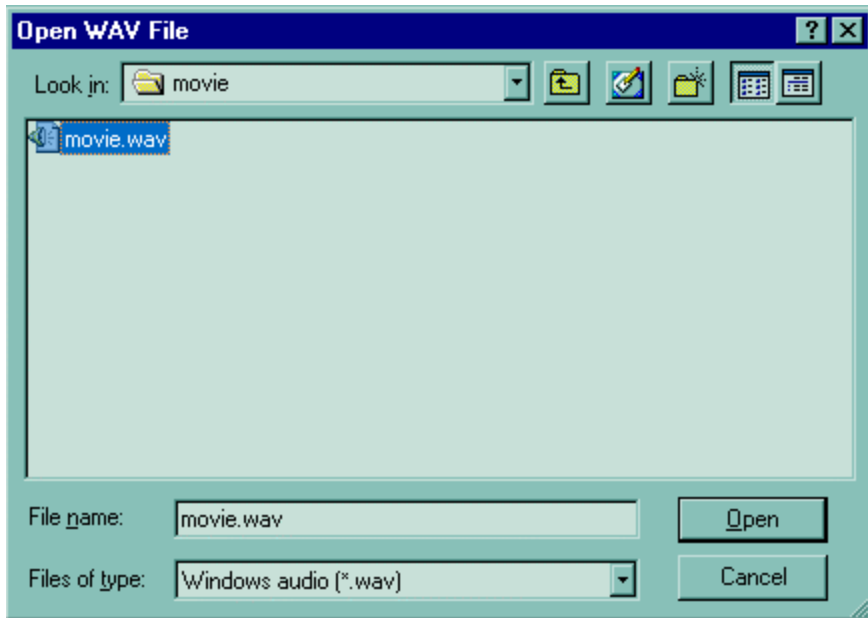 Open WAV File
Look in: movie
movie.wav
File name: movie.wav Open
Files of type: Windows audio (*.wav) Cancel